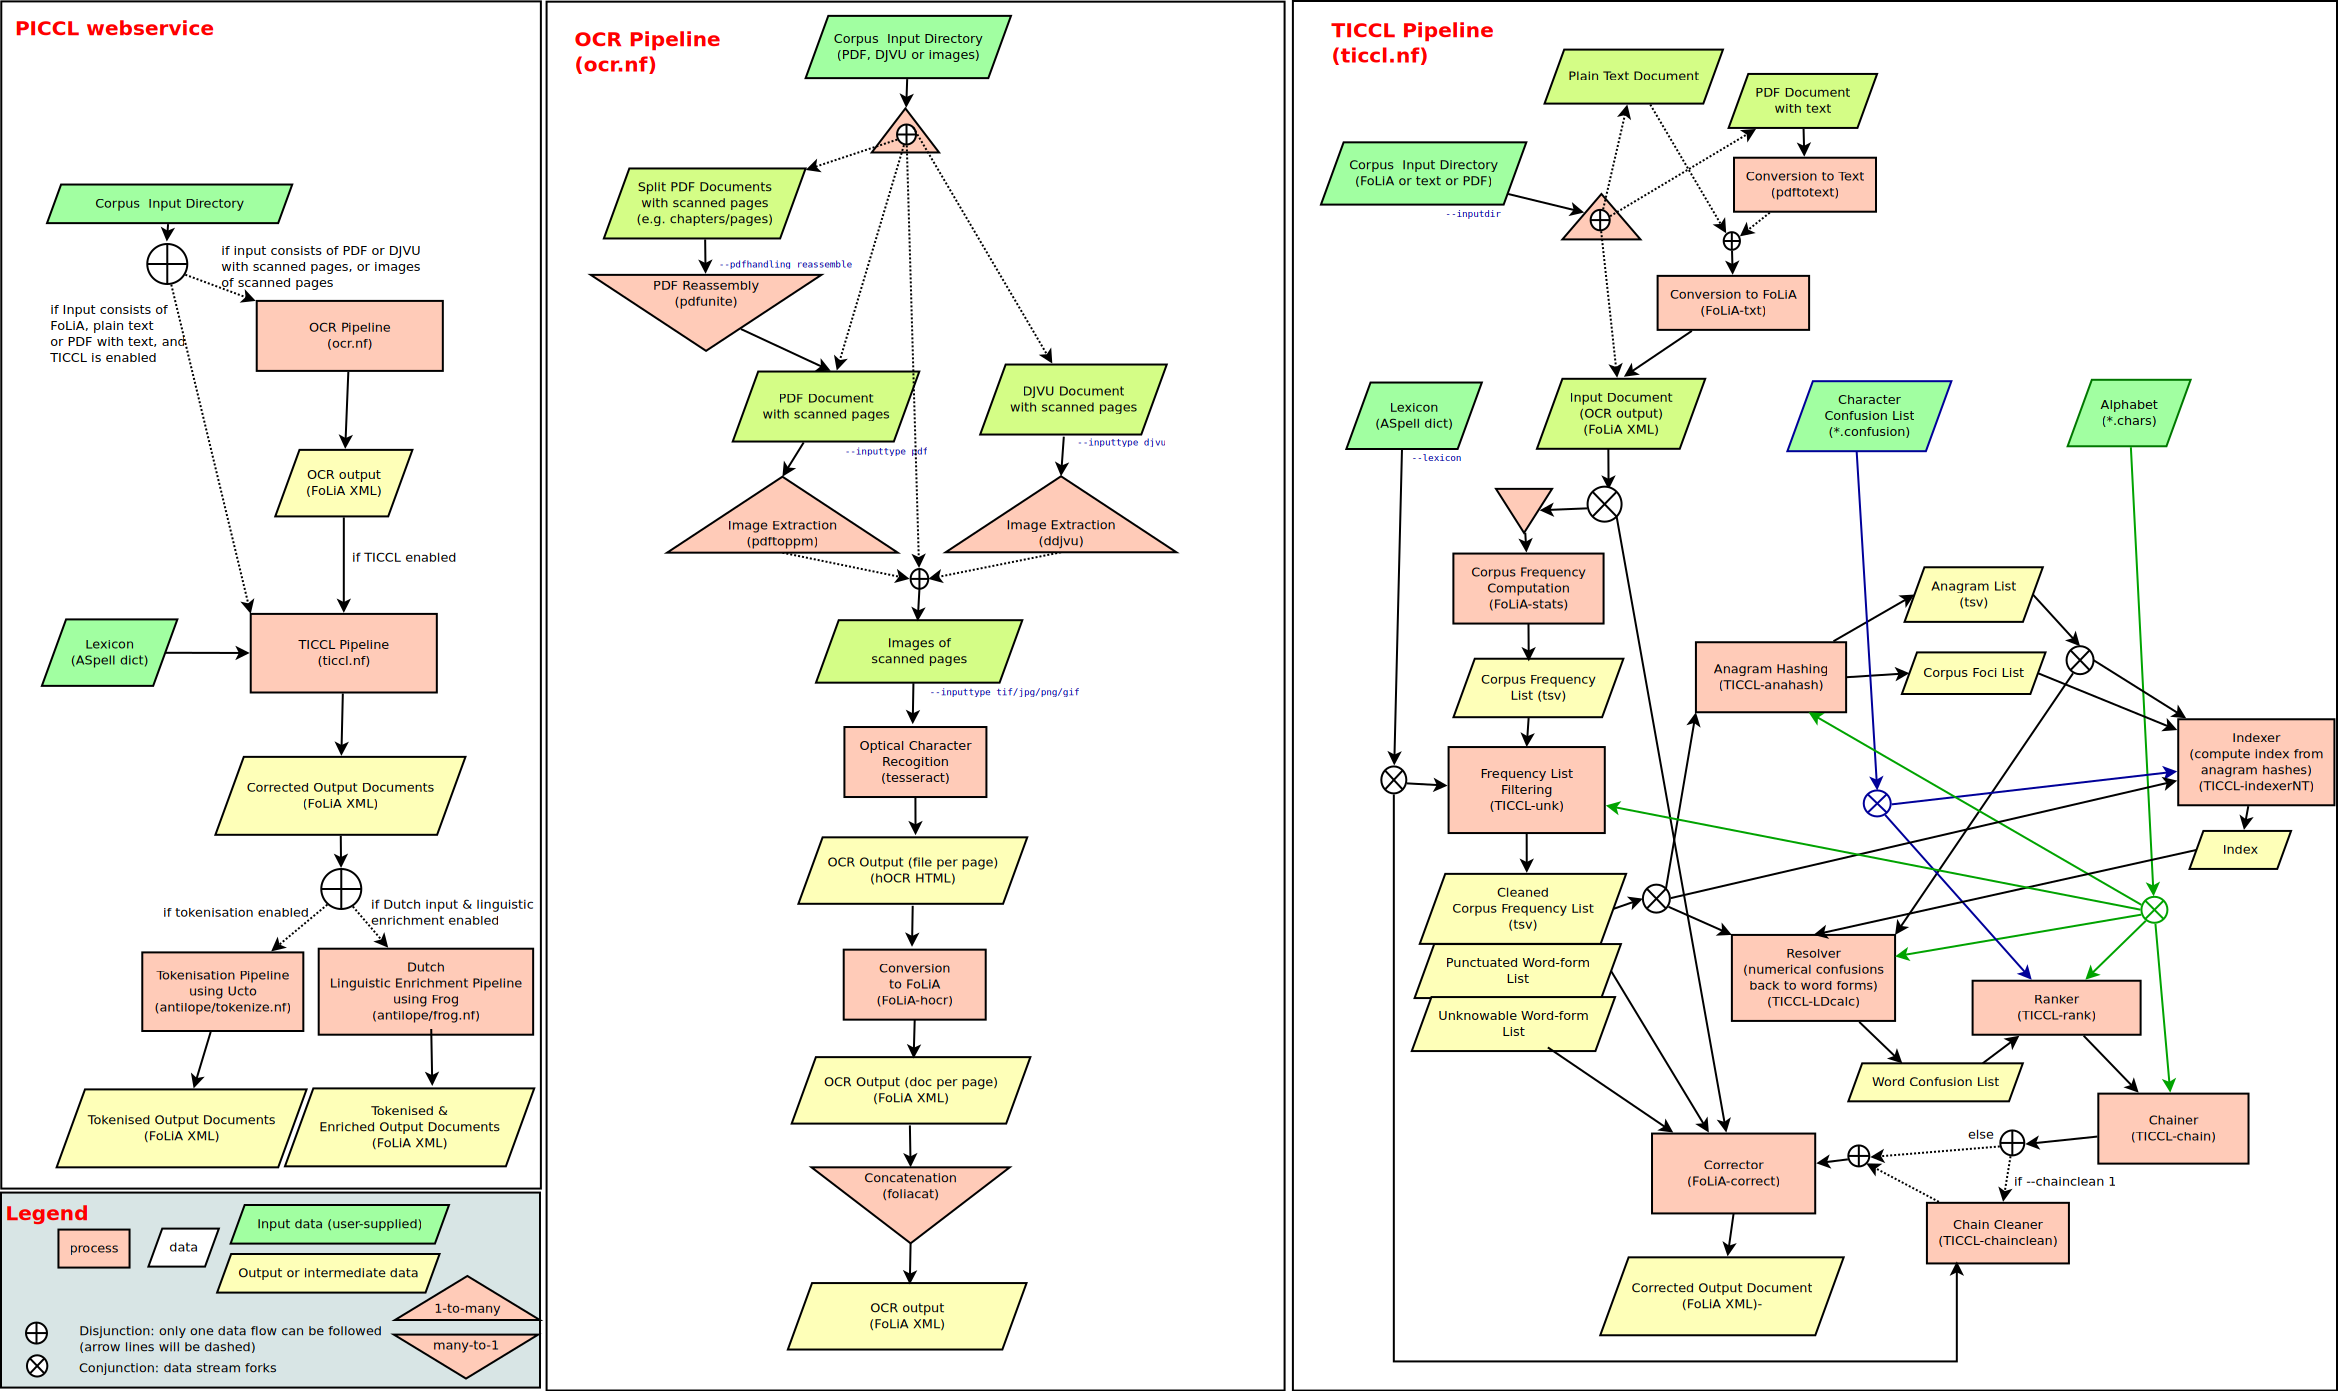 PICCL webservice
Corpus  Input Directory
if input consists of PDF or DJVU
with scanned pages, or images
of scanned pages
if Input consists of
FoLiA, plain text
or PDF with text, and
TICCL is enabled
OCR Pipeline
(ocr.nf)
OCR output
(FoLiA XML)
if TICCL enabled
Lexicon
(ASpell dict)
TICCL Pipeline
(ticcl.nf)
Corrected Output Documents
(FoLiA XML)
if tokenisation enabled
if Dutch input & linguistic
enrichment enabled
Tokenisation Pipeline
using Ucto
(antilope/tokenize.nf)
Dutch
Linguistic Enrichment Pipeline
using Frog
(antilope/frog.nf)
Tokenised Output Documents
(FoLiA XML)
Tokenised &
Enriched Output Documents
(FoLiA XML)
Legend
process
data
Input data (user-supplied)
Output or intermediate data
1-to-many
many-to-1
Disjunction: only one data flow can be followed
(arrow lines will be dashed)
Conjunction: data stream forks
OCR Pipeline
(ocr.nf)
Corpus  Input Directory
(PDF, DJVU or images)
Split PDF Documents
with scanned pages
(e.g. chapters/pages)
--pdfhandling reassemble
PDF Reassembly
(pdfunite)
PDF Document
with scanned pages
--inputtype pdf
DJVU Document
with scanned pages
--inputtype djvu
Image Extraction
(pdftoppm)
Image Extraction
(ddjvu)
Images of
scanned pages
--inputtype tif/jpg/png/gif
Optical Character
Recogition
(tesseract)
OCR Output (file per page)
(hOCR HTML)
Conversion
to FoLiA
(FoLiA-hocr)
OCR Output (doc per page)
(FoLiA XML)
Concatenation
(foliacat)
OCR output
(FoLiA XML)
TICCL Pipeline
(ticcl.nf)
Plain Text Document
PDF Document
with text
Corpus  Input Directory
(FoLiA or text or PDF)
--inputdir
Conversion to Text
(pdftotext)
Conversion to FoLiA
(FoLiA-txt)
Lexicon
(ASpell dict)
--lexicon
Input Document
(OCR output)
(FoLiA XML)
Character
Confusion List
(*.confusion)
Alphabet
(*.chars)
Corpus Frequency
Computation
(FoLiA-stats)
Corpus Frequency
List (tsv)
Frequency List
Filtering
(TICCL-unk)
Anagram Hashing
(TICCL-anahash)
Anagram List
(tsv)
Corpus Foci List
Indexer
(compute index from
anagram hashes)
(TICCL-indexerNT)
Index
Cleaned
Corpus Frequency List
(tsv)
Punctuated Word-form
List
Unknowable Word-form
List
Resolver
(numerical confusions
back to word forms)
(TICCL-LDcalc)
Ranker
(TICCL-rank)
Word Confusion List
Chainer
(TICCL-chain)
else
if --chainclean 1
Chain Cleaner
(TICCL-chainclean)
Corrector
(FoLiA-correct)
Corrected Output Document
(FoLiA XML)-